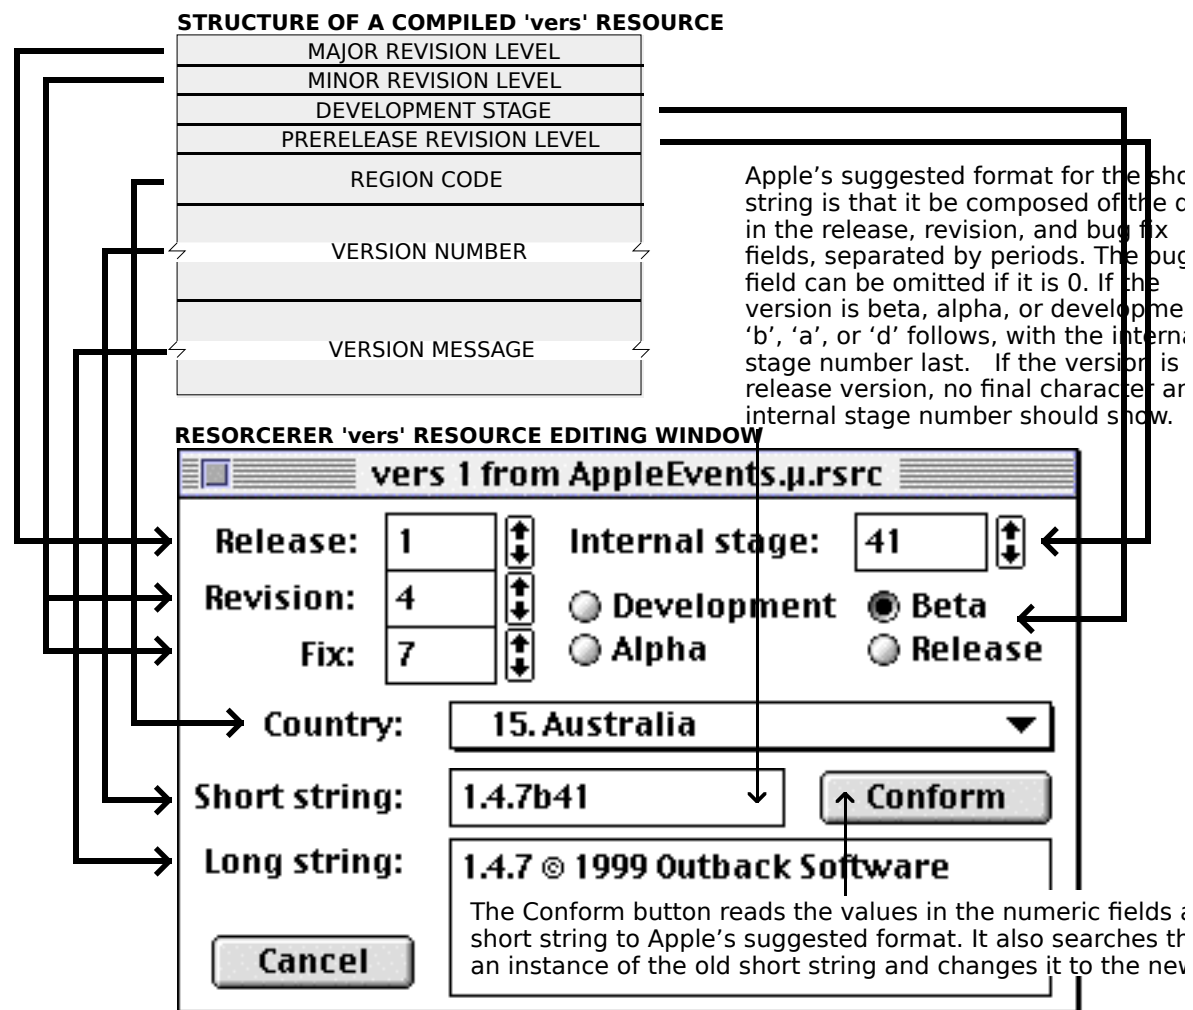 STRUCTURE OF A COMPILED 'vers' RESOURCE
MAJOR REVISION LEVEL
MINOR REVISION LEVEL
DEVELOPMENT STAGE
PRERELEASE REVISION LEVEL
REGION CODE
VERSION NUMBER
VERSION MESSAGE
Apple’s suggested format for the
string is that it be composed of the
in the release, revision, and bug fix
fields, separated by periods. The
field can be omitted if it is 0. If the
version is beta, alpha, or
‘b’, ‘a’, or ‘d’ follows, with the
stage number last.   If the version is
release version, no final character
internal stage number should show.
RESORCERER 'vers' RESOURCE EDITING WINDOW
vers 1 from AppleEvents.µ.rsrc
Release: 1 Internal stage: 41
Revision: 4 Development Beta
Fix: 7 Alpha Release
Country: 15. Australia
Short string: 1.4.7b41 Conform
Long string: 1.4.7 © 1999 Outback Software
The Conform button reads the values in the numeric fields
short string to Apple’s suggested format. It also searches
an instance of the old short string and changes it to the
Cancel